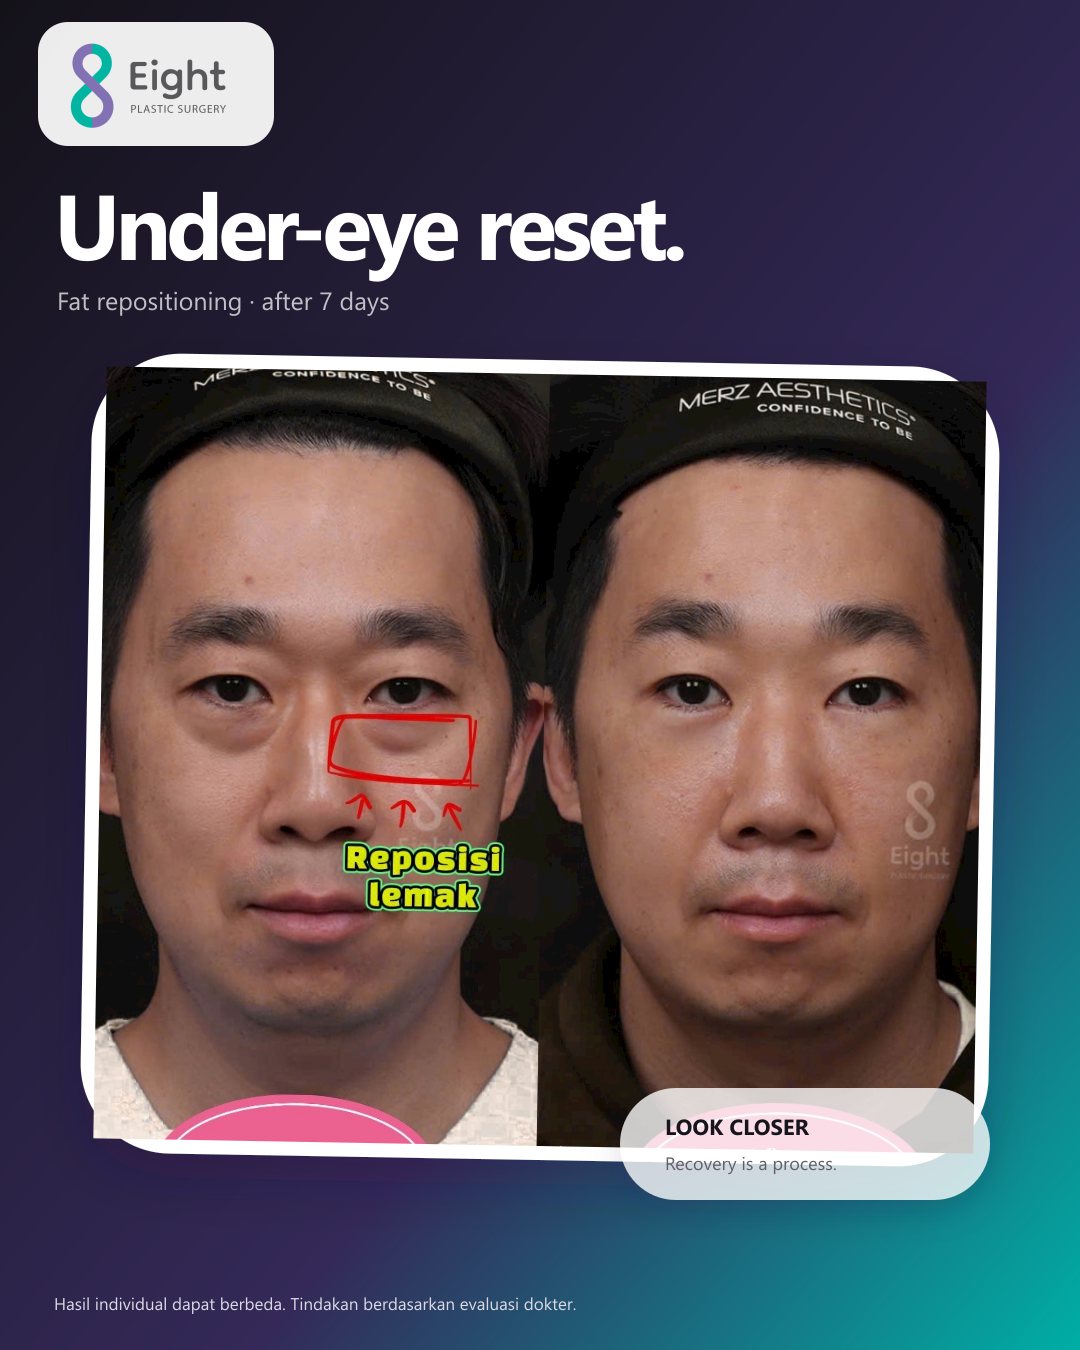 Eight
PLASTIC SURGERY
Under-eye reset.
Fat repositioning · after 7 days
CONFIDENCE TO BE
MERZ AESTHETICS
CONFIDENCE TO BE
Reposisi
lemak
Eight
LOOK CLOSER
Recovery is a process.
Hasil individual dapat berbeda. Tindakan berdasarkan evaluasi dokter.